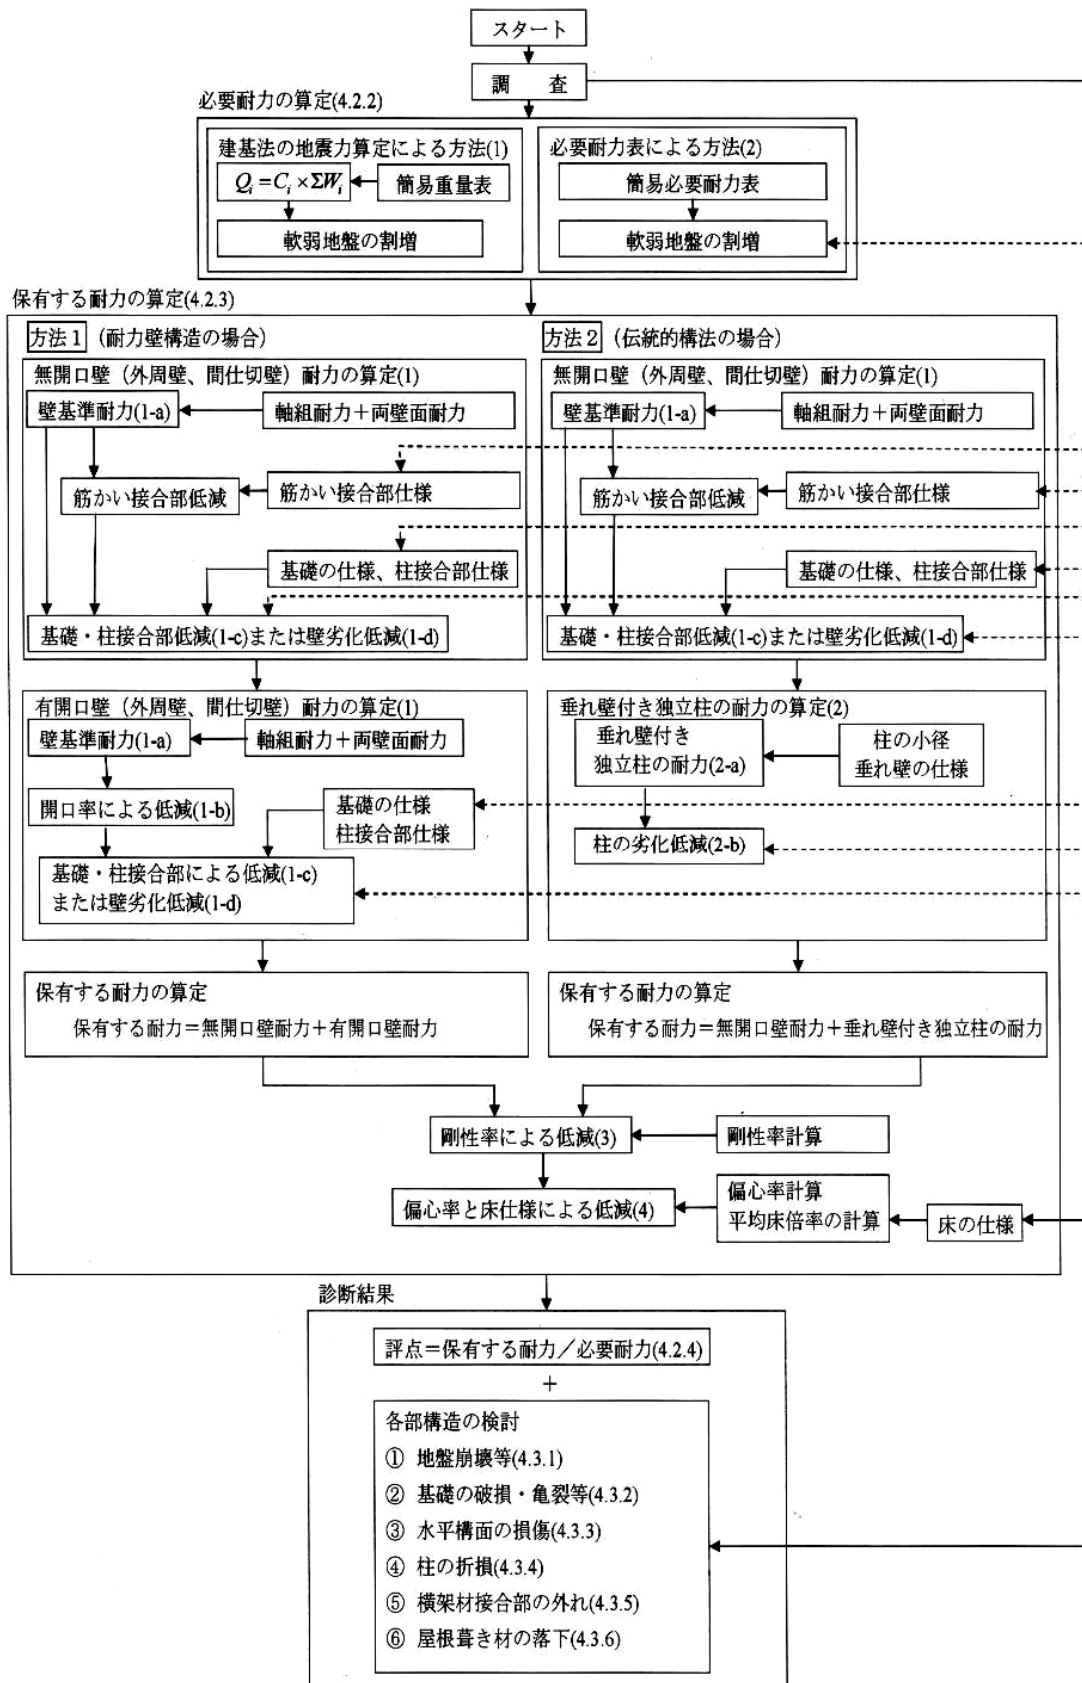 スタート
調　査
必要耐力の算定(4.2.2)
建基法の地震力算定による方法(1)
Qi＝Ci×ΣWi
簡易重量表
軟弱地盤の割増
必要耐力表による方法(2)
簡易必要耐力表
軟弱地盤の割増
保有する耐力の算定(4.2.3)
方法1（耐力壁構造の場合）
無開口壁（外周壁、間仕切壁）耐力の算定(1)
壁基準耐力(1-a)
軸組耐力＋両壁面耐力
筋かい接合部低減
筋かい接合部仕様
基礎の仕様、柱接合部仕様
基礎・柱接合部低減(1-c)または壁劣化低減(1-d)
有開口壁（外周壁、間仕切壁）耐力の算定(1)
壁基準耐力(1-a)
軸組耐力＋両壁面耐力
開口率による低減(1-b)
基礎の仕様
柱接合部仕様
基礎・柱接合部による低減(1-c)
または壁劣化低減(1-d)
保有する耐力の算定
保有する耐力＝無開口壁耐力＋有開口壁耐力
方法2（伝統的構法の場合）
無開口壁（外周壁、間仕切壁）耐力の算定(1)
壁基準耐力(1-a)
軸組耐力＋両壁面耐力
筋かい接合部低減
筋かい接合部仕様
基礎の仕様、柱接合部仕様
基礎・柱接合部低減(1-c)または壁劣化低減(1-d)
垂れ壁付き独立柱の耐力の算定(2)
垂れ壁付き
独立柱の耐力(2-a)
柱の小径
垂れ壁の仕様
柱の劣化低減(2-b)
保有する耐力の算定
保有する耐力＝無開口壁耐力＋垂れ壁付き独立柱の耐力
剛性率による低減(3)
剛性率計算
偏心率と床仕様による低減(4)
偏心率計算
平均床倍率の計算
床の仕様
診断結果
評点＝保有する耐力／必要耐力(4.2.4)
＋
各部構造の検討
① 地盤崩壊等(4.3.1)
② 基礎の破損・亀裂等(4.3.2)
③ 水平構面の損傷(4.3.3)
④ 柱の折損(4.3.4)
⑤ 横架材接合部の外れ(4.3.5)
⑥ 屋根葺き材の落下(4.3.6)